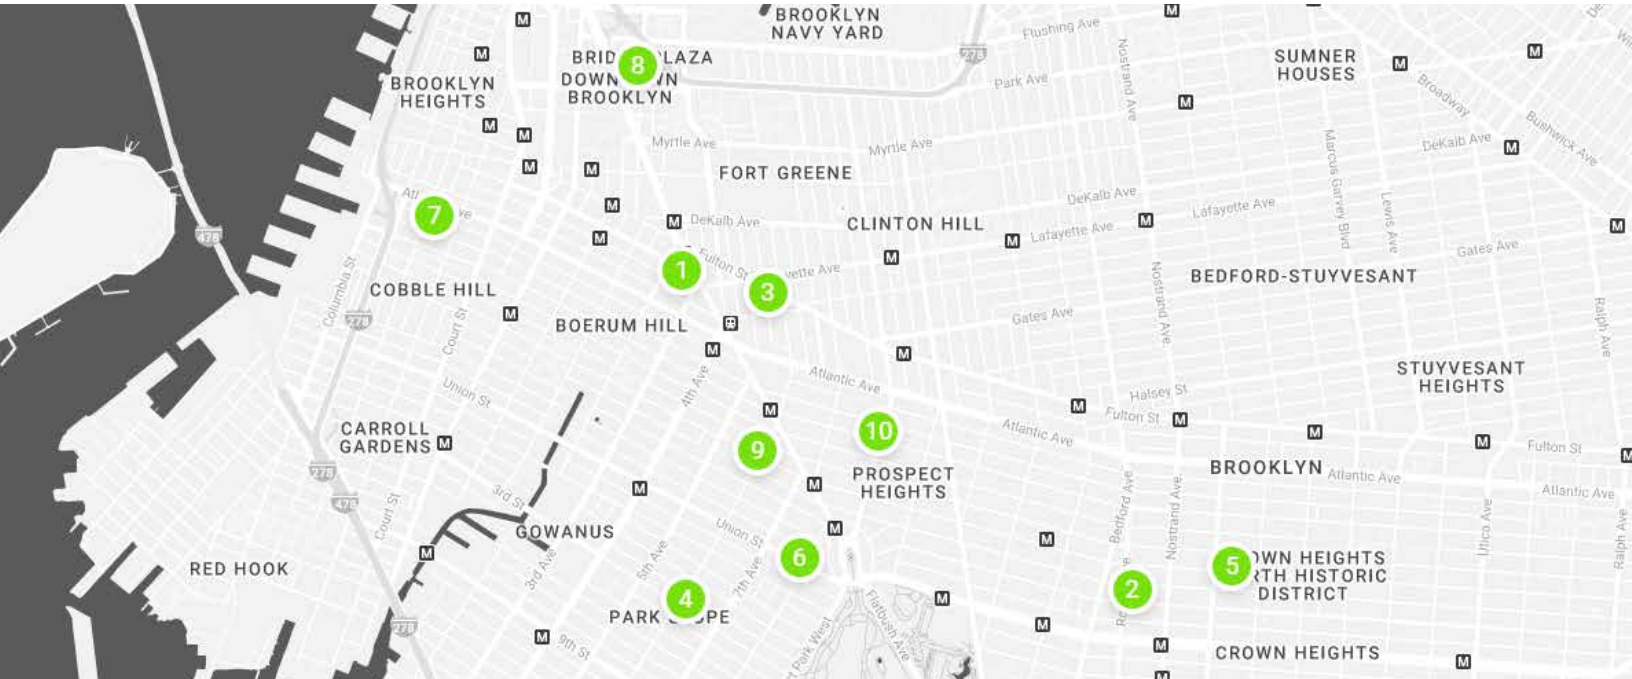 BROOKLYN
NAVY YARD
M
M
Flushing Ave
278
M
M
SUMNER
HOUSES
M
8
BROOKLYN
HEIGHTS
BROOKLYN
Park Ave
Nostrand Ave
M
Broadway
Bushwick Ave
M
M
M
M
Myrtle Ave
Myrtle Ave
DeKalb Ave
M
FORT GREENE
Marcus Garvey Blvd
Lewis Ave
7
M
M
DeKalb Ave
DeKalb Ave
CLINTON HILL
M
Lafayette Ave
Lafayette Ave
M
478
M
M
M
Gates Ave
1
Fulton St
Ave
3
BEDFORD-STUYVESANT
Columbia St
COBBLE HILL
Nostrand Ave
M
278
Court St
BOERUM HILL
Gates Ave
Ralph Ave
M
M
4th Ave
Atlantic Ave
STUYVESANT
HEIGHTS
Union St
Halsey St
M
M
Fulton St
M
CARROLL
GARDENS
M
10
Atlantic Ave
M
M
Fulton St
M
9
PROSPECT
HEIGHTS
BROOKLYN
Atlantic Ave
Atlantic Ave
278
478
M
M
3rd St
Court St
GOWANUS
Union St
M
M
Bedford Ave
Nostrand Ave
Utica Ave
Ralph Ave
M
RED HOOK
3rd Ave
5th Ave
7th Ave
6
5
HEIGHTS
HISTORIC
DISTRICT
4
PARK
2
M
Flatbush Ave
278
M
9th St
Park West
M
M
CROWN HEIGHTS
M
M